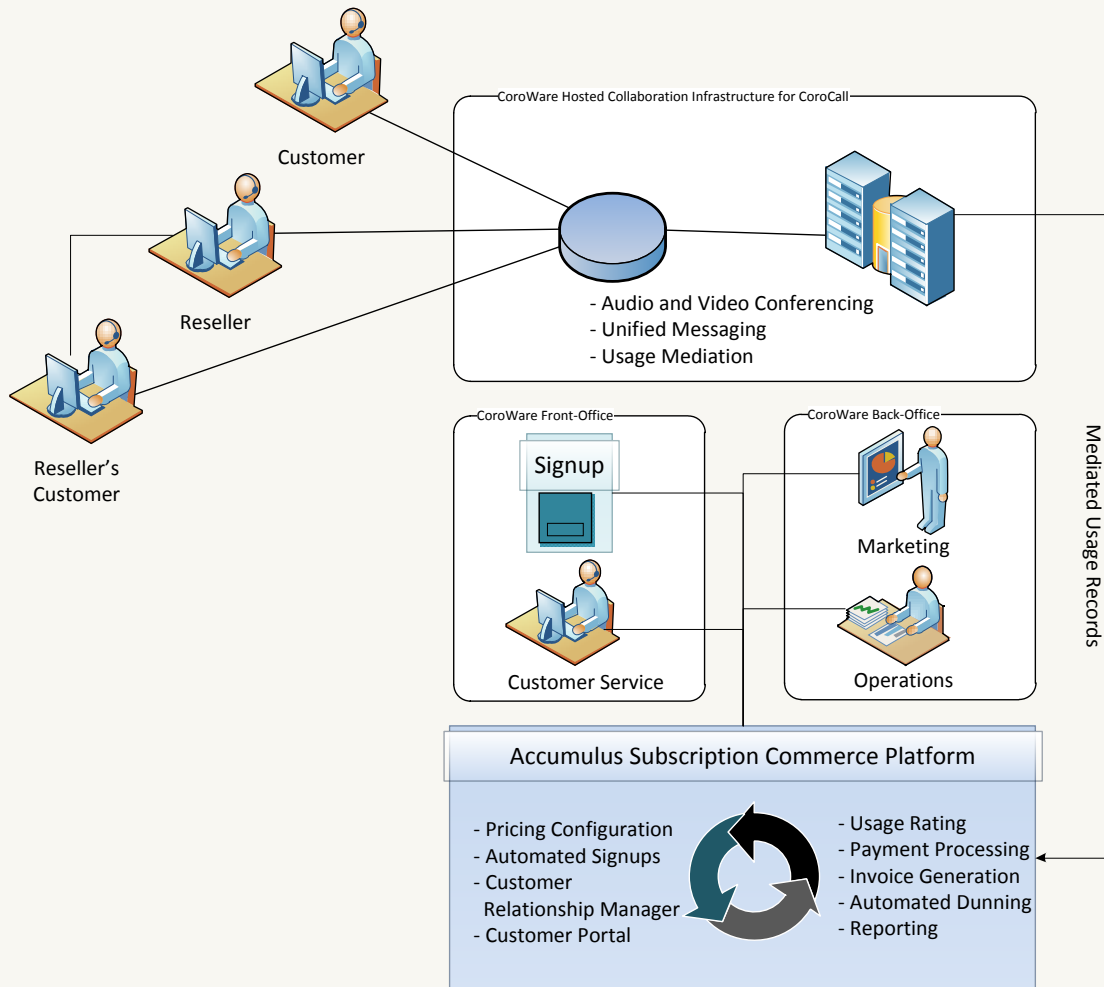 CoroWare Hosted Collaboration Infrastructure for CoroCall
Customer
Reseller
Reseller's
Customer
- Audio and Video Conferencing
- Unified Messaging
- Usage Mediation
CoroWare Front-Office
Signup
Customer Service
CoroWare Back-Office
Marketing
Operations
Mediated Usage Records
Accumulus Subscription Commerce Platform
- Pricing Configuration
- Automated Signups
- Customer
Relationship Manager
- Customer Portal
- Usage Rating
- Payment Processing
- Invoice Generation
- Automated Dunning
- Reporting